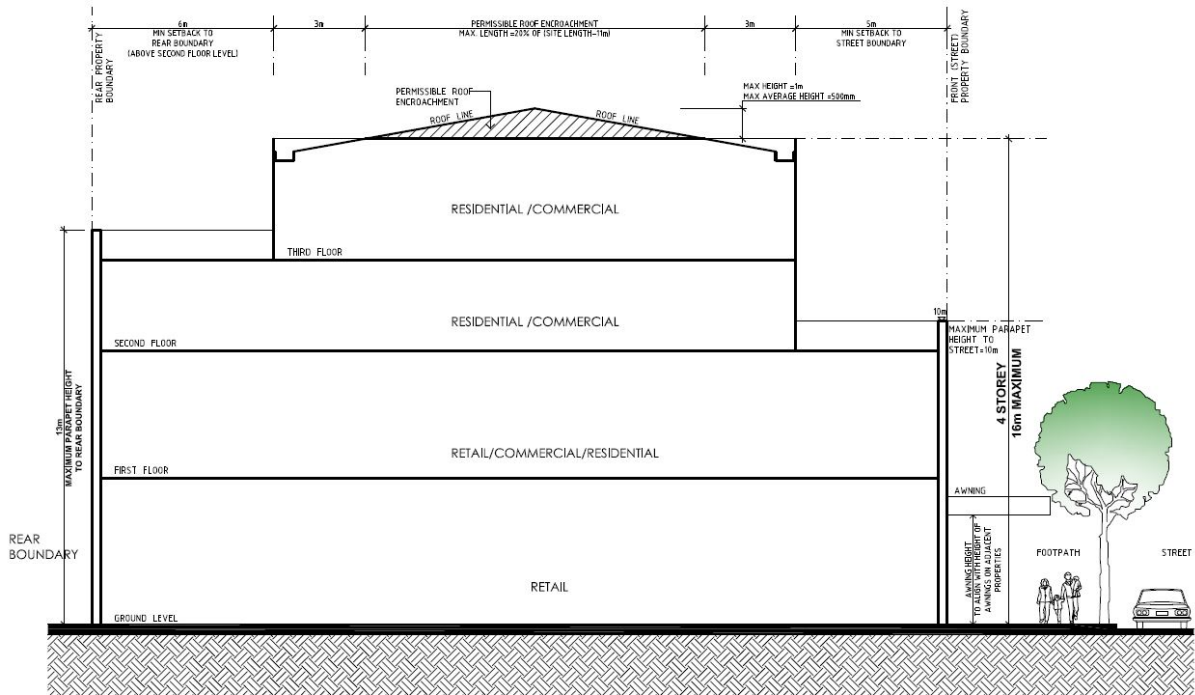 6m
MIN SETBACK TO
REAR BOUNDARY
(ABOVE SECOND FLOOR LEVEL)
3m
PERMISSIBLE ROOF ENCROACHMENT
MAX. LENGTH =20% OF (SITE LENGTH-11m)
3m
5m
MIN SETBACK TO
STREET BOUNDARY
REAR PROPERTY
BOUNDARY
FRONT (STREET)
PROPERTY BOUNDARY
PERMISSIBLE ROOF
ENCROACHMENT
MAX HEIGHT =1m
MAX AVERAGE HEIGHT =500mm
ROOF LINE
ROOF LINE
RESIDENTIAL /COMMERCIAL
THIRD FLOOR
RESIDENTIAL /COMMERCIAL
SECOND FLOOR
10m
MAXIMUM PARAPET
HEIGHT TO
STREET=10m
4 STOREY
16m MAXIMUM
13m
MAXIMUM PARAPET HEIGHT
TO REAR BOUNDARY
RETAIL/COMMERCIAL/RESIDENTIAL
FIRST FLOOR
AWNING
REAR
BOUNDARY
AWNING HEIGHT
TO ALIGN WITH HEIGHT OF
AWNINGS ON ADJACENT
PROPERTIES
FOOTPATH
STREET
RETAIL
GROUND LEVEL